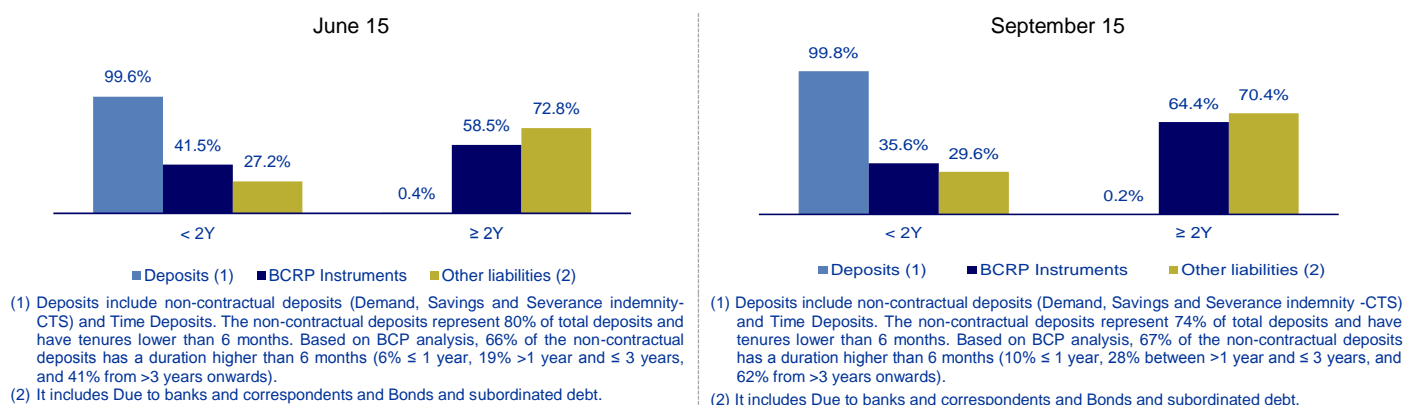 June 15
99.6%
41.5%
27.2%
0.4%
58.5%
72.8%
< 2Y
≥ 2Y
Deposits (1)
BCRP Instruments
Other liabilities (2)
(1) Deposits include non-contractual deposits (Demand, Savings and Severance indemnity-
CTS) and Time Deposits. The non-contractual deposits represent 80% of total deposits and
have tenures lower than 6 months. Based on BCP analysis, 66% of the non-contractual
deposits has a duration higher than 6 months (6% ≤ 1 year, 19% >1 year and ≤ 3 years,
and 41% from >3 years onwards).
(2) It includes Due to banks and correspondents and Bonds and subordinated debt.
September 15
99.8%
35.6%
29.6%
0.2%
64.4%
70.4%
< 2Y
≥ 2Y
Deposits (1)
BCRP Instruments
Other liabilities (2)
(1) Deposits include non-contractual deposits (Demand, Savings and Severance indemnity -CTS)
and Time Deposits. The non-contractual deposits represent 74% of total deposits and have
tenures lower than 6 months. Based on BCP analysis, 67% of the non-contractual deposits
has a duration higher than 6 months (10% ≤ 1 year, 28% between >1 year and ≤ 3 years, and
62% from >3 years onwards).
(2) It includes Due to banks and correspondents and Bonds and subordinated debt.